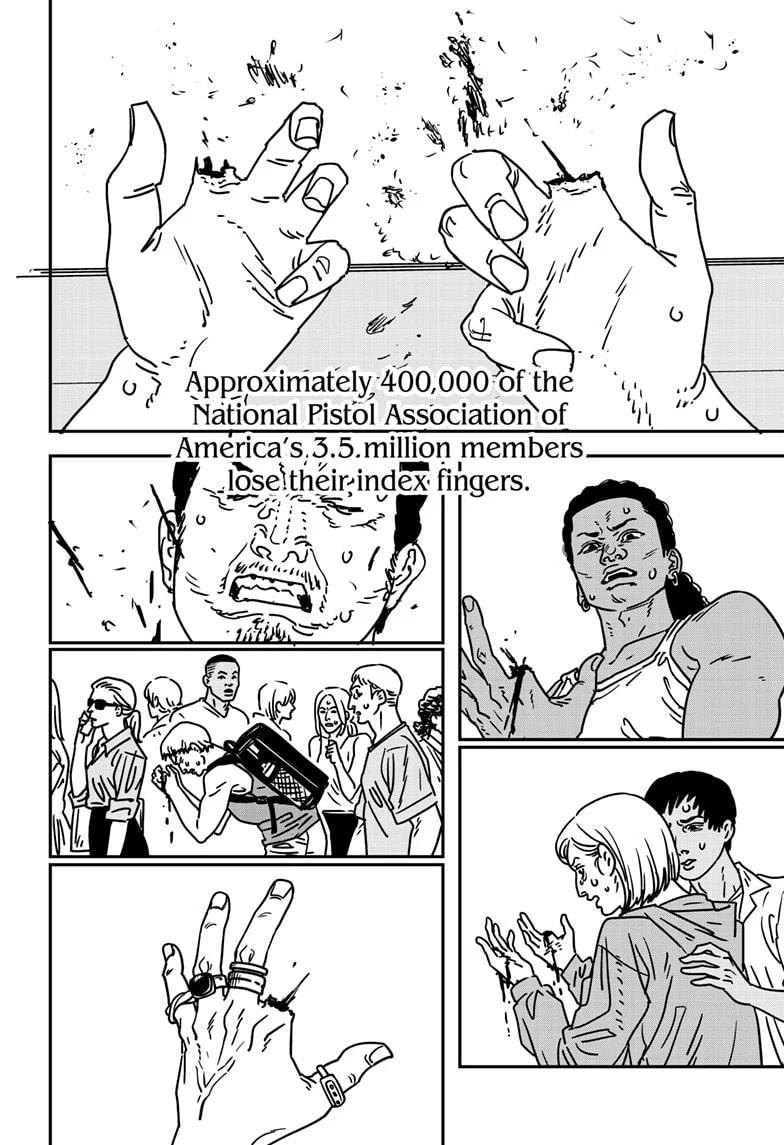 Approximately 400,000 of the
National Pistol Association of
America's 3.5 million members
lose their index fingers.